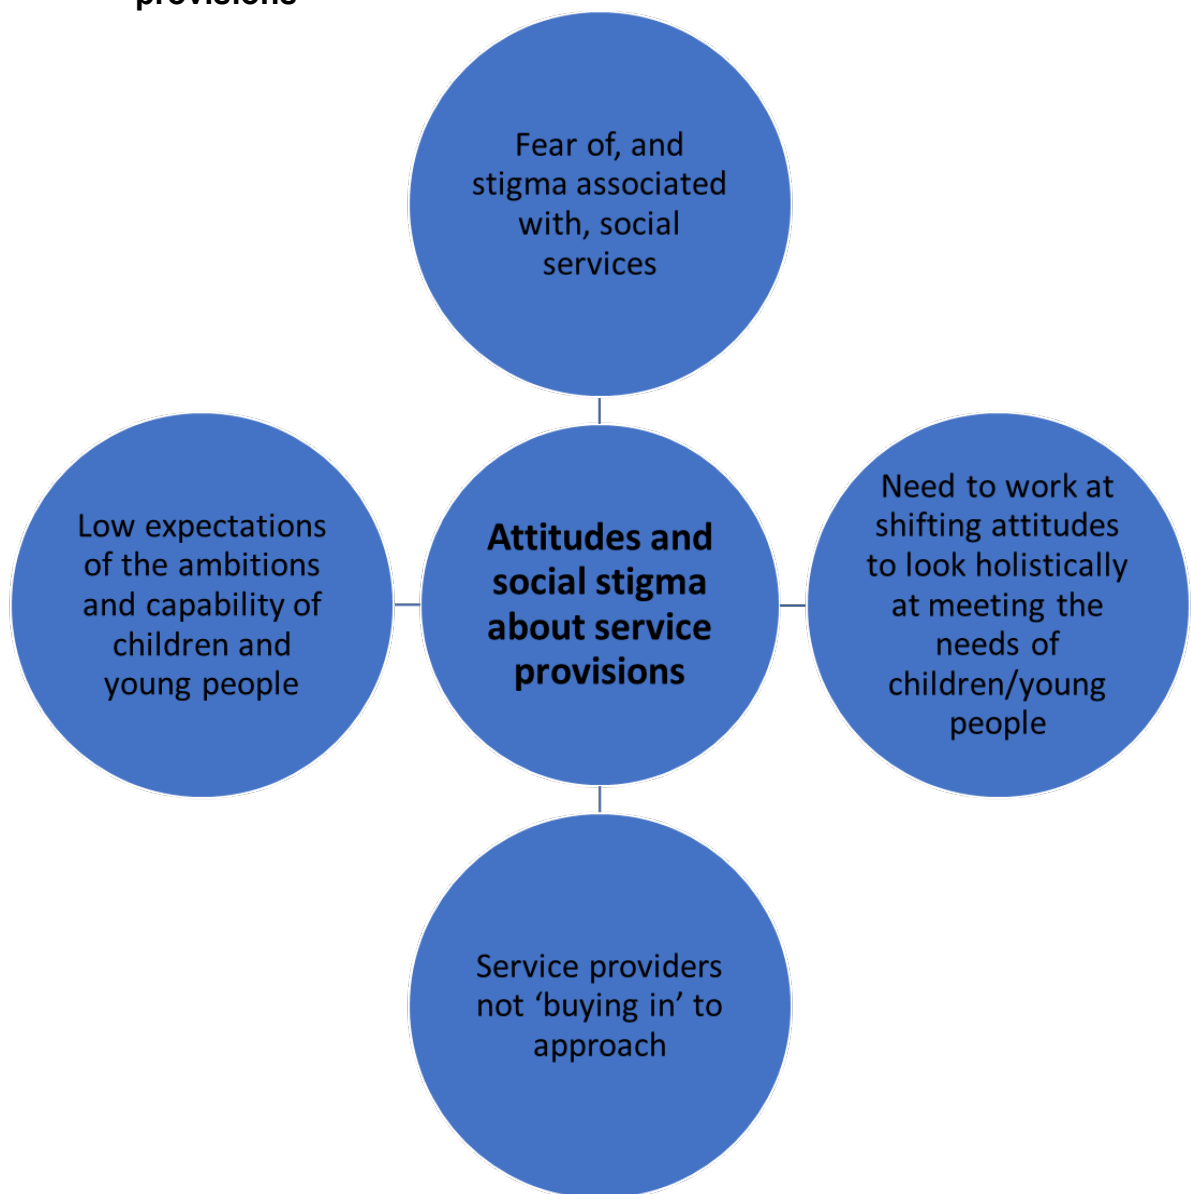 provisions
Fear of, and
stigma associated
with, social
services
Low expectations
of the ambitions
and capability of
children and
young people
Attitudes and
social stigma
about service
provisions
Need to work at
shifting attitudes
to look holistically
at meeting the
needs of
children/young
people
Service providers
not ‘buying in’ to
approach